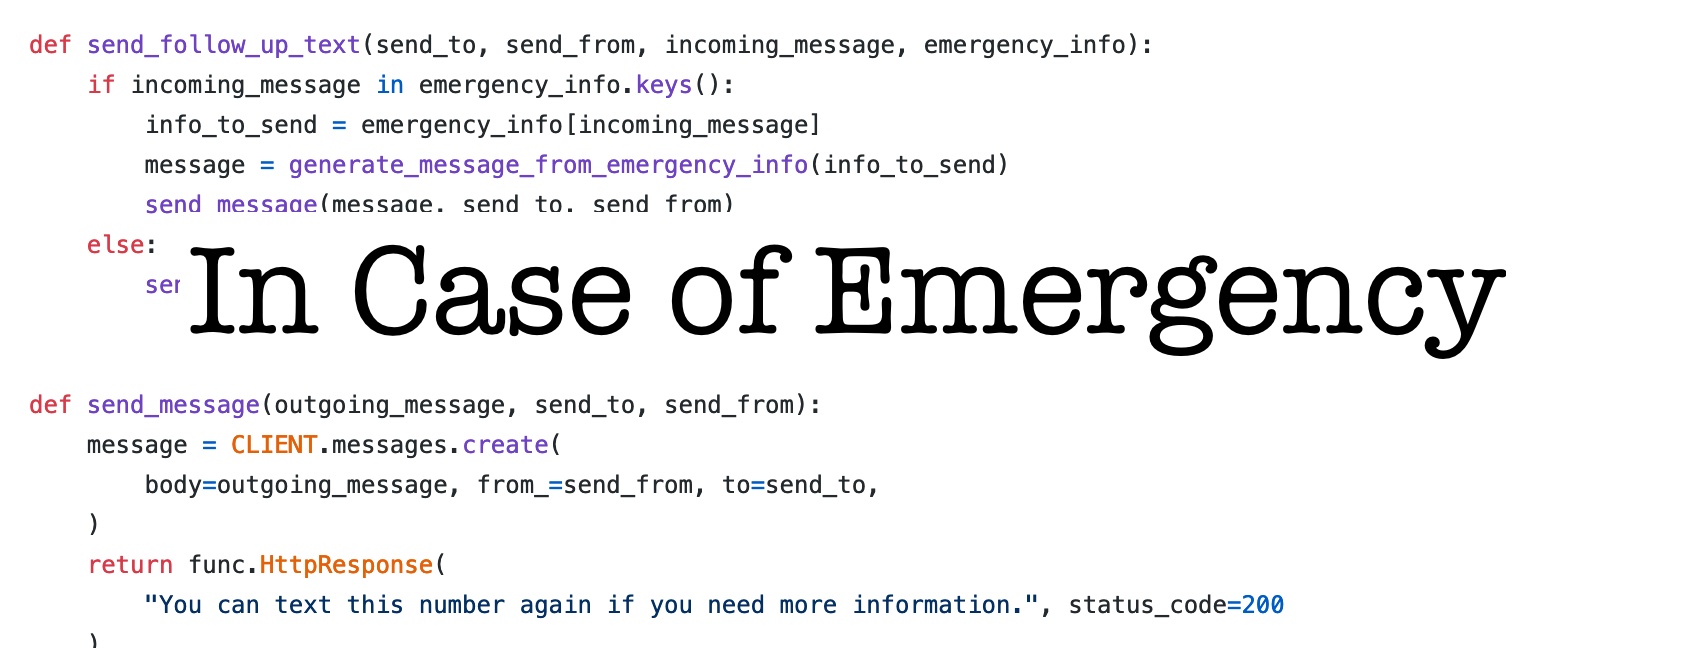 def send_follow_up_text(send_to, send_from, incoming_message, emergency_info):
    if incoming_message in emergency_info.keys():
        info_to_send = emergency_info[incoming_message]
        message = generate_message_from_emergency_info(info_to_send)
        send_message(message, send_to, send_from)
    else:
In Case of Emergency
def send_message(outgoing_message, send_to, send_from):
    message = CLIENT.messages.create(
        body=outgoing_message, from_=send_from, to=send_to,
    )
    return func.HttpResponse(
        "You can text this number again if you need more information.", status_code=200
    )